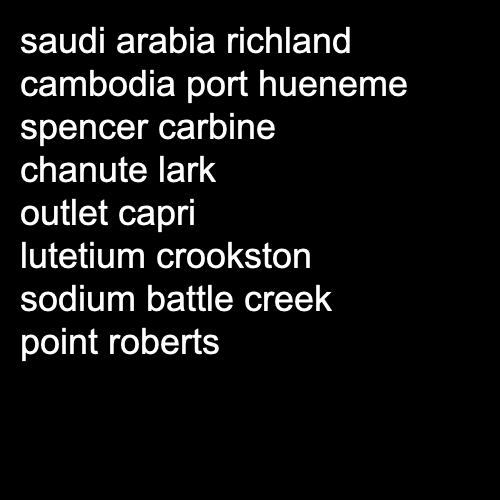 saudi arabia richland
cambodia port hueneme
spencer carbine
chanute lark
outlet capri
lutetium crookston
sodium battle creek
point roberts